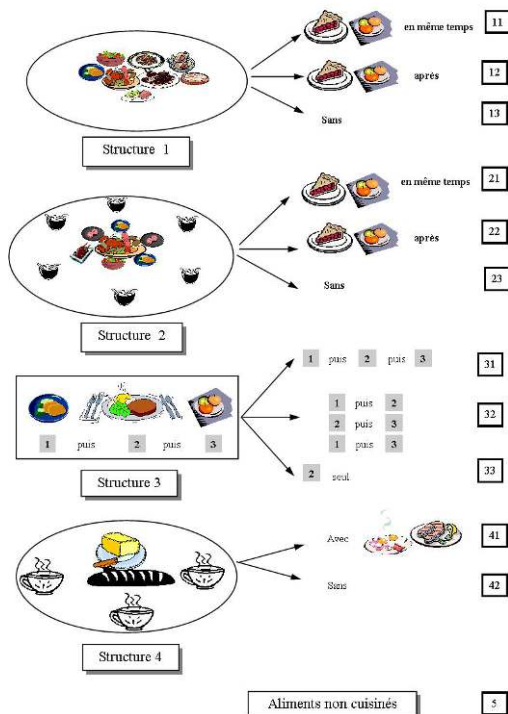 en même temps 11
après 12
Sans 13
Structure 1
en même temps 21
après 22
Sans 23
Structure 2
1 puis 2 puis 3 31
1 puis 2
2 puis 3 32
1 puis 3
1 puis 2 puis 3
2 seul 33
Structure 3
Avec 41
Sans 42
Structure 4
Aliments non cuisinés 5